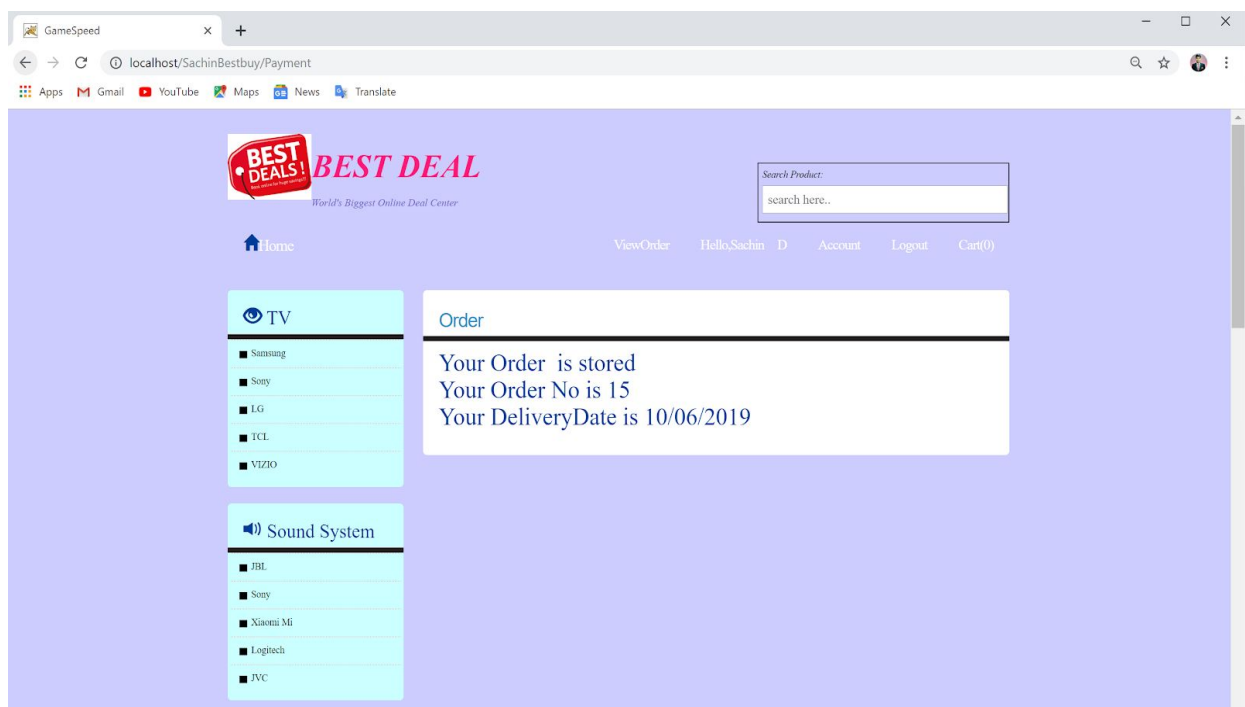 GameSpeed
localhost/SachinBestbuy/Payment
Apps Gmail YouTube Maps News Translate
BEST DEALS!
BEST DEAL
World's Biggest Online Deal Center
Search Product:
search here..
Home ViewOrder Hello,Sachin D Account Logout Cart(0)
TV
Samsung
Sony
LG
TCL
VIZIO
Order
Your Order is stored
Your Order No is 15
Your DeliveryDate is 10/06/2019
Sound System
JBL
Sony
Xiaomi Mi
Logitech
JVC